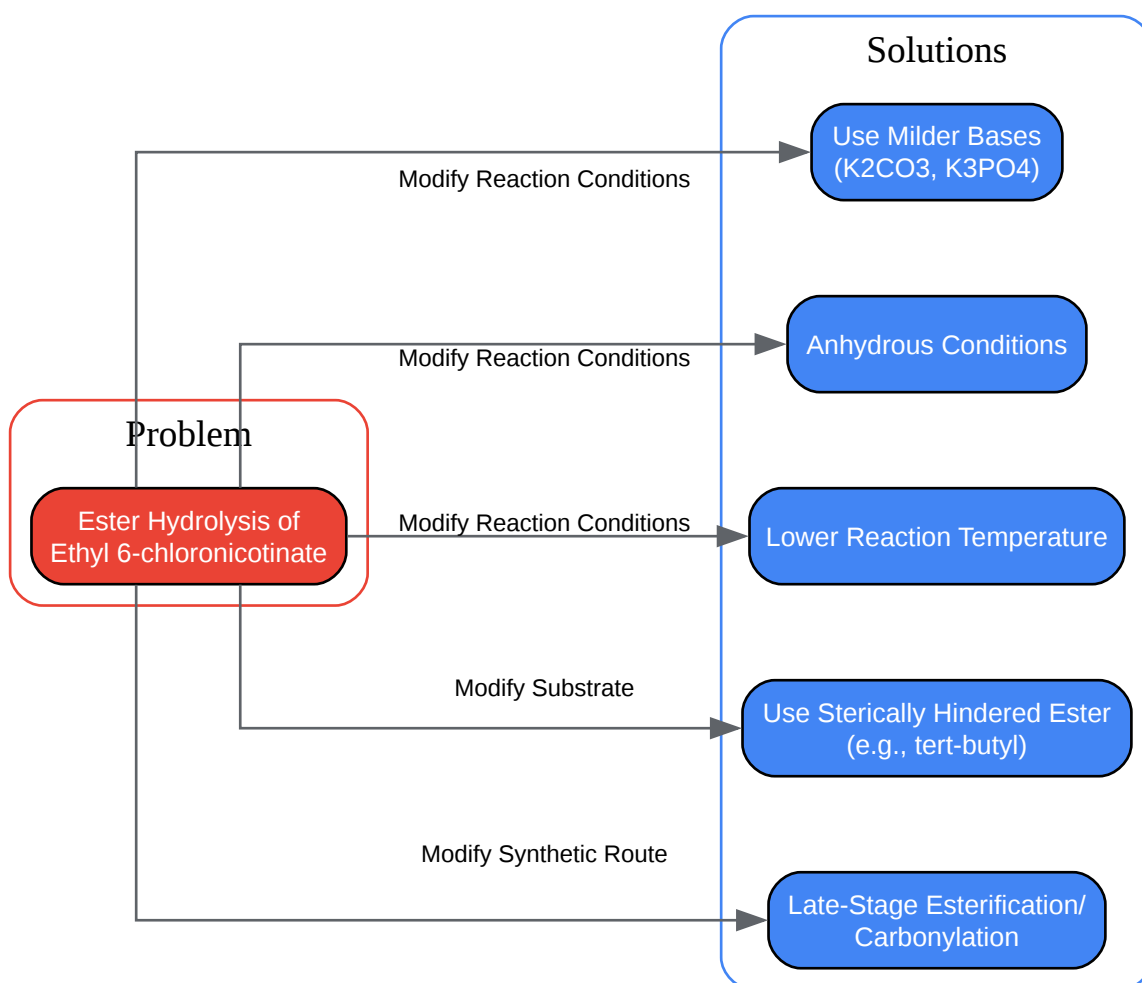 Solutions
Use Milder Bases
(K2CO3, K3PO4)
Modify Reaction Conditions
Anhydrous Conditions
Modify Reaction Conditions
Problem
Ester Hydrolysis of
Ethyl 6-chloronicotinate
Modify Reaction Conditions
Lower Reaction Temperature
Modify Substrate
Use Sterically Hindered Ester
(e.g., tert-butyl)
Modify Synthetic Route
Late-Stage Esterification/
Carbonylation